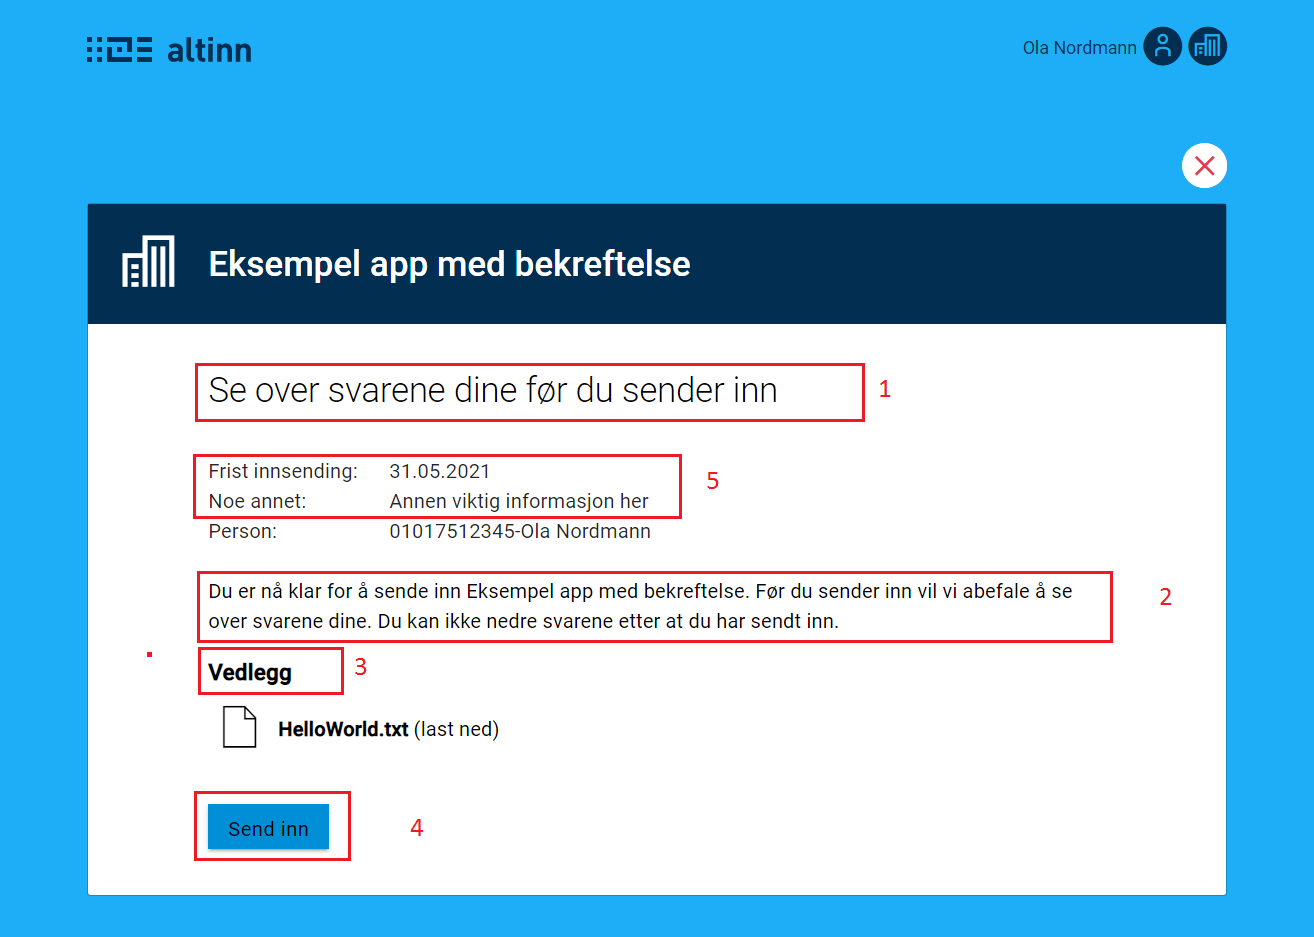 altinn
Ola Nordmann
Eksempel app med bekreftelse
Se over svarene dine før du sender inn
1
Frist innsending: 31.05.2021
5
Noe annet: Annen viktig informasjon her
Person: 01017512345-Ola Nordmann
Du er nå klar for å sende inn Eksempel app med bekreftelse. Før du sender inn vil vi abefale å se
2
over svarene dine. Du kan ikke nedre svarene etter at du har sendt inn.
Vedlegg
3
HelloWorld.txt (last ned)
Send inn
4